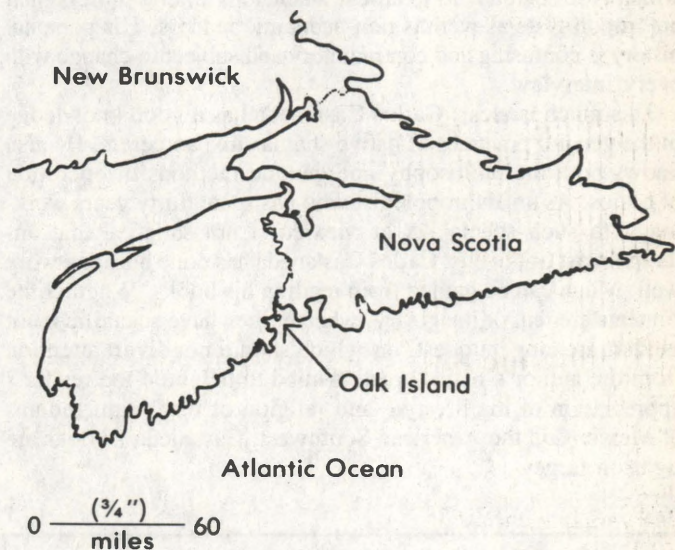 New Brunswick
Nova Scotia
Oak Island
Atlantic Ocean
(3/4")
0 60
miles